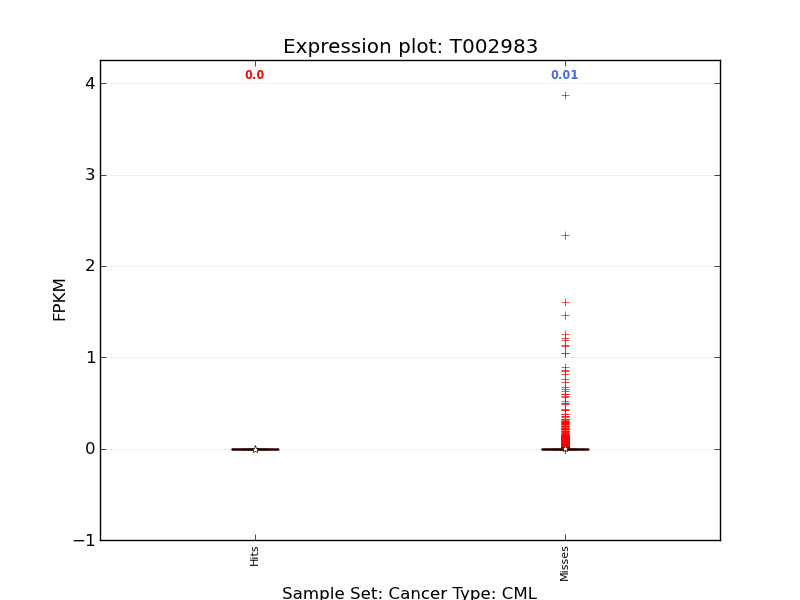 Expression plot: T002983
0.0
0.01
4
3
2
1
0
−1
FPKM
Hits
Misses
Sample Set: Cancer Type: CML